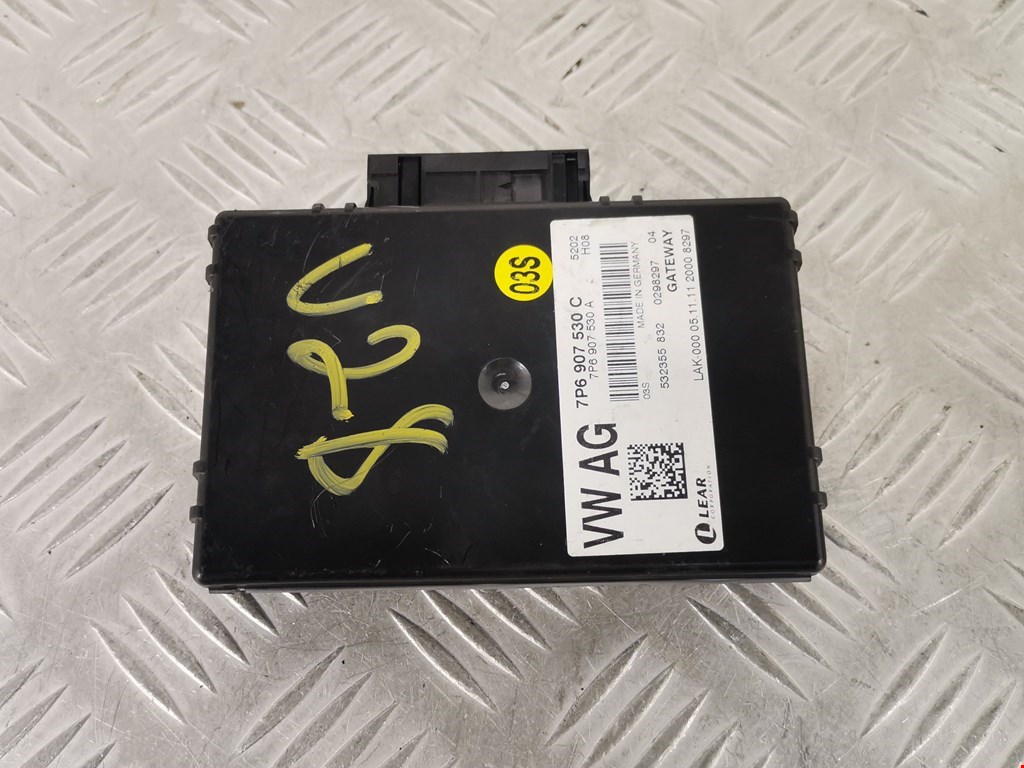 VW AG
7P6 907 530 C
7P6 907 530 A
5202
H08
03S
MADE IN GERMANY
532355 832 0298297 04
GATEWAY
LEAR
CORPORATION
LAK-000 05.11.11 2000 8297
03S